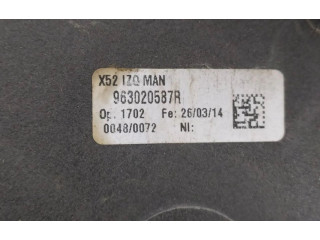 X52 IZQ MAN
963020587R
Op.: 1702 Fe: 26/03/14
0048/0072 NI: